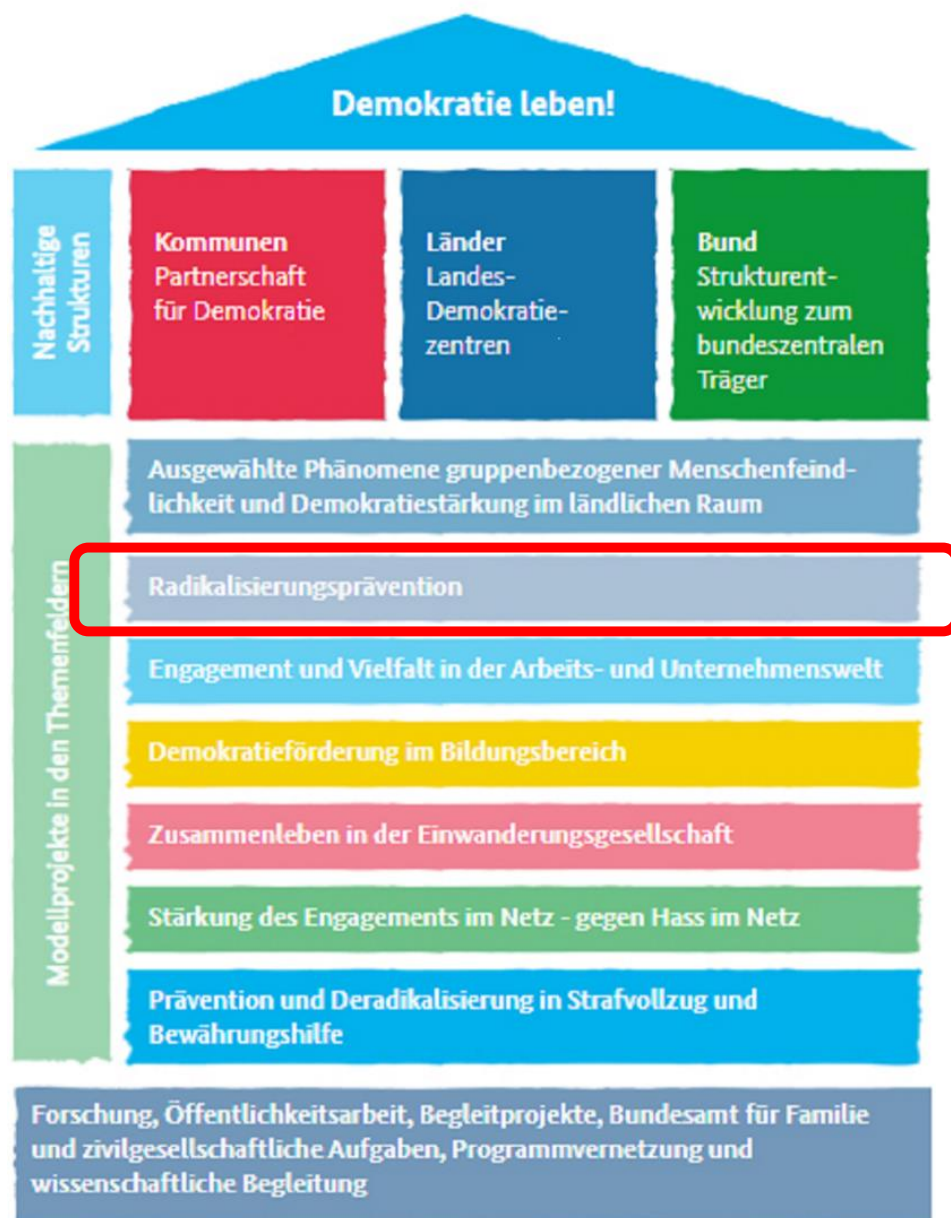 Demokratie leben!
Nachhaltige
Strukturen
Kommunen
Partnerschaft
für Demokratie
Länder
Landes-
Demokratie-
zentren
Bund
Strukturent-
wicklung zum
bundeszentralen
Träger
Modellprojekte in den Themenfeldern
Ausgewählte Phänomene gruppenbezogener Menschenfeind-
lichkeit und Demokratiestärkung im ländlichen Raum
Radikalisierungsprävention
Engagement und Vielfalt in der Arbeits- und Unternehmenswelt
Demokratieförderung im Bildungsbereich
Zusammenleben in der Einwanderungsgesellschaft
Stärkung des Engagements im Netz - gegen Hass im Netz
Prävention und Deradikalisierung in Strafvollzug und
Bewährungshilfe
Forschung, Öffentlichkeitsarbeit, Begleitprojekte, Bundesamt für Familie
und zivilgesellschaftliche Aufgaben, Programmvernetzung und
wissenschaftliche Begleitung